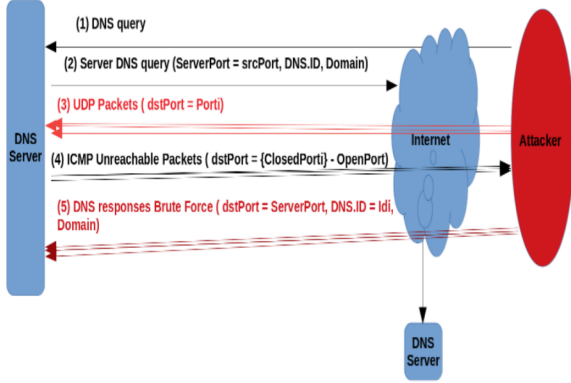 (1) DNS query
(2) Server DNS query (ServerPort = srcPort, DNS.ID, Domain)
(3) UDP Packets ( dstPort = Porti)
DNS
Server
Internet
Attacker
(4) ICMP Unreachable Packets ( dstPort = {ClosedPorti} - OpenPort)
(5) DNS responses Brute Force ( dstPort = ServerPort, DNS.ID = Idi,
Domain)
DNS
Server